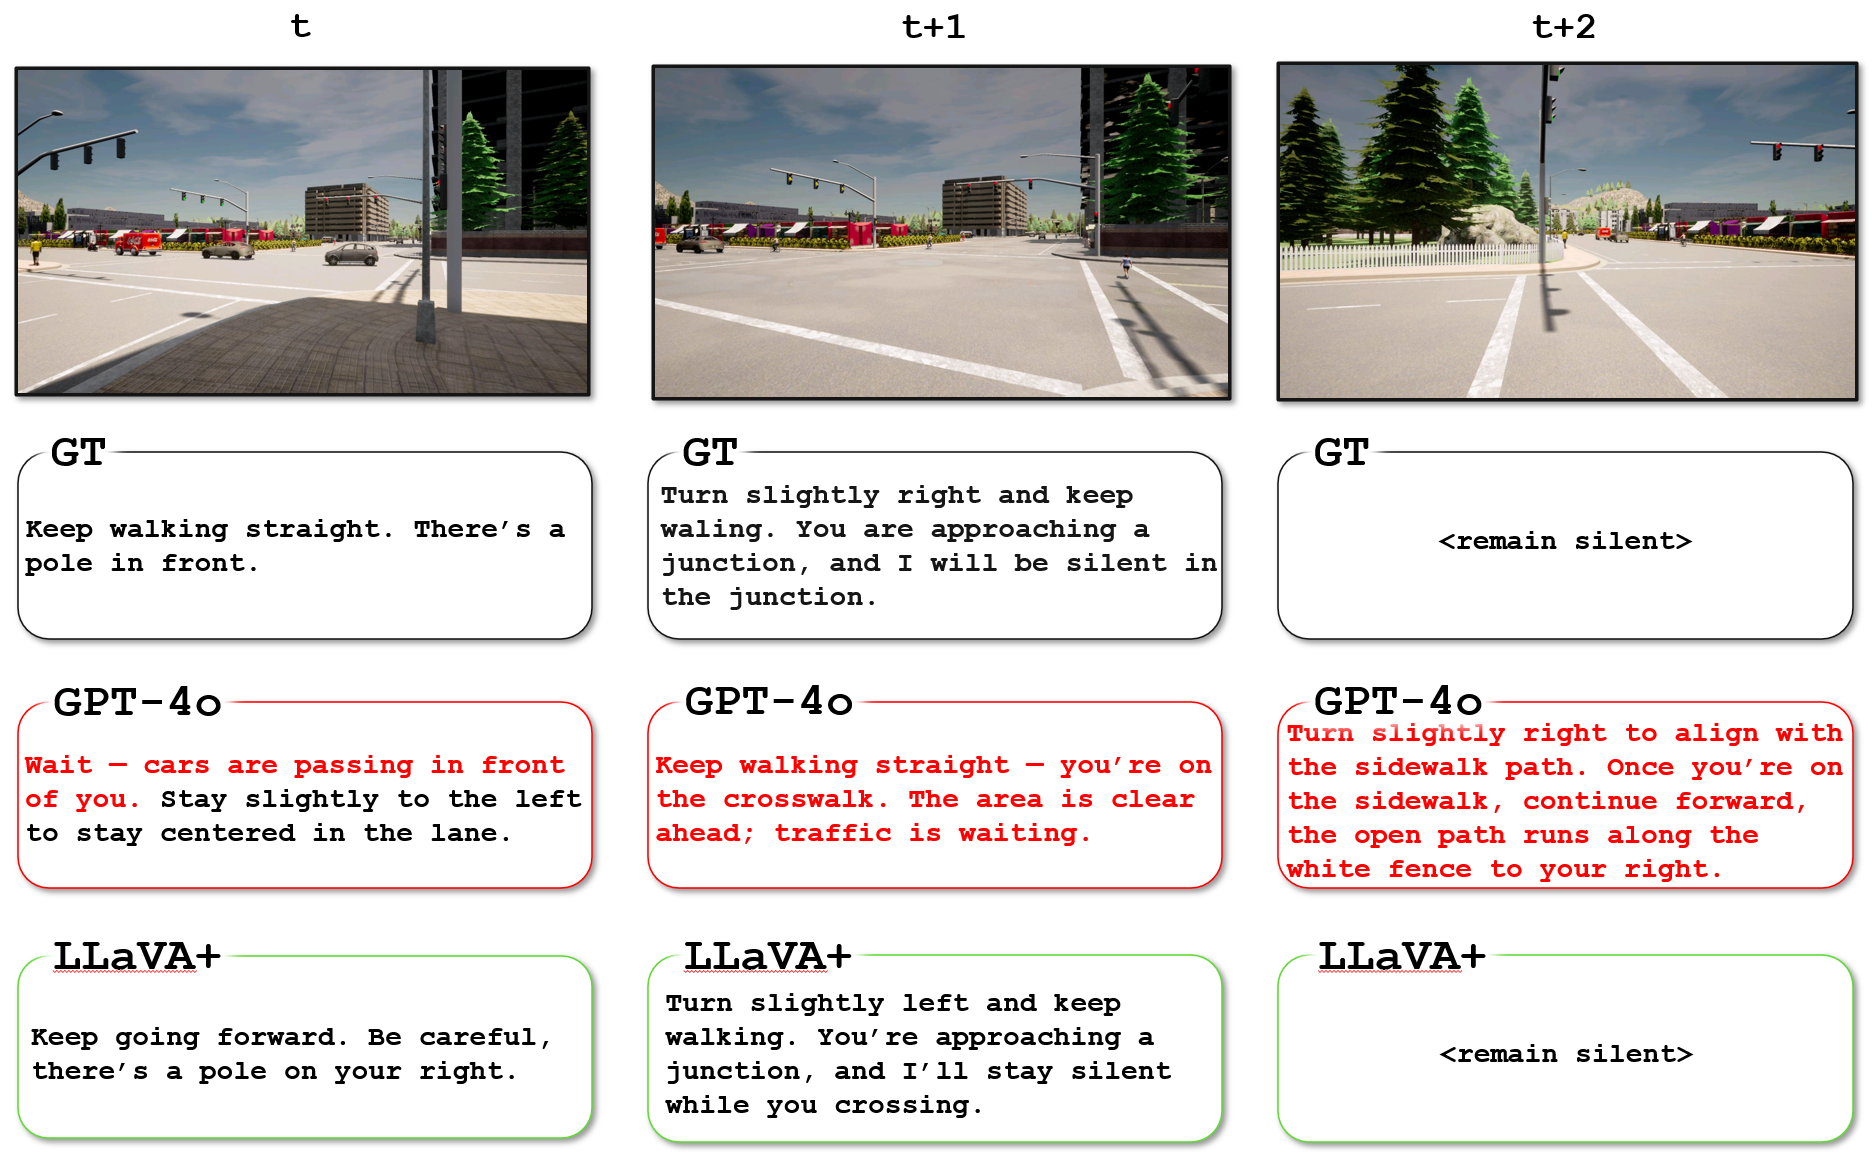 t
t+1
t+2
GT
Keep walking straight. There's a
pole in front.
GT
Turn slightly right and keep
waling. You are approaching a
junction, and I will be silent in
the junction.
GT
<remain silent>
GPT-4o
Wait — cars are passing in front
of you. Stay slightly to the left
to stay centered in the lane.
GPT-4o
Keep walking straight — you're on
the crosswalk. The area is clear
ahead; traffic is waiting.
GPT-4o
Turn slightly right to align with
the sidewalk path. Once you're on
the sidewalk, continue forward,
the open path runs along the
white fence to your right.
LLaVA+
Keep going forward. Be careful,
there's a pole on your right.
LLaVA+
Turn slightly left and keep
walking. You're approaching a
junction, and I'll stay silent
while you crossing.
LLaVA+
<remain silent>